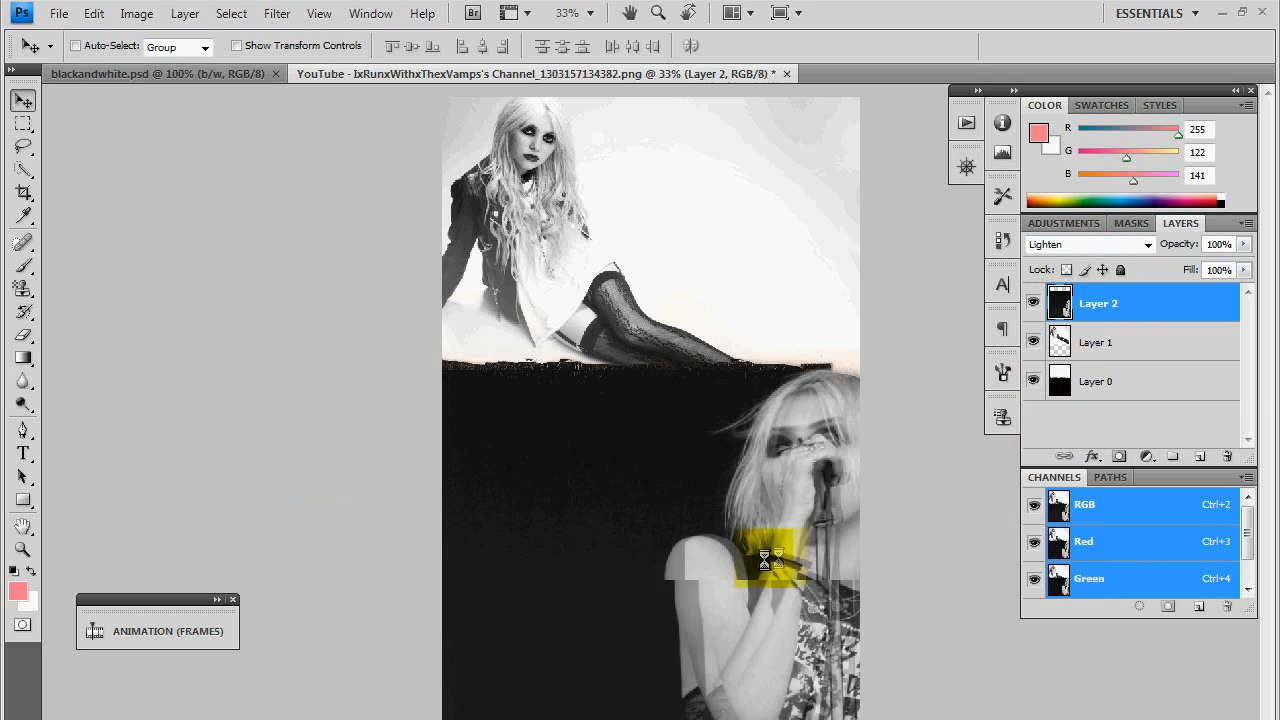 Ps File Edit Image Layer Select Filter View Window Help Br 33% ESSENTIALS
Auto-Select: Group Show Transform Controls
blackandwhite.psd @ 100% (b/w, RGB/8) × YouTube - IxRunxWithxThexVamps's Channel_1303157134382.png @ 33% (Layer 2, RGB/8) * ×
COLOR SWATCHES STYLES
R 255
G 122
B 141
ADJUSTMENTS MASKS LAYERS
Lighten Opacity: 100%
Lock: Fill: 100%
Layer 2
Layer 1
Layer 0
CHANNELS PATHS
RGB Ctrl+2
Red Ctrl+3
Green Ctrl+4
ANIMATION (FRAMES)